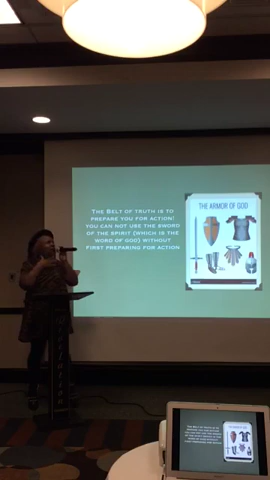 The Belt of truth is to
prepare you for action!
You can not use the sword
of the spirit (which is the
word of god) without
first preparing for action
THE ARMOR OF GOD